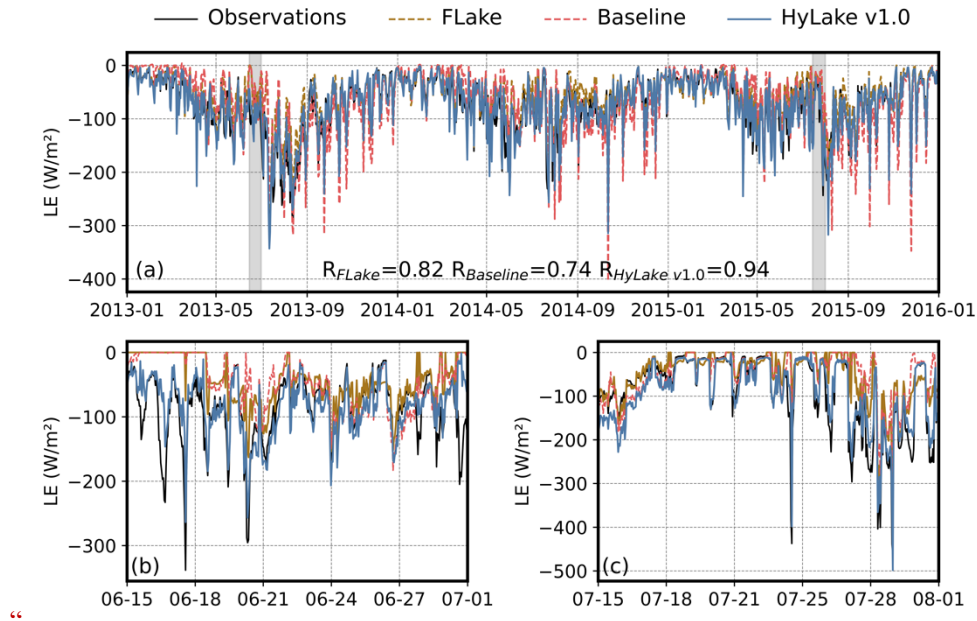 Observations FLake Baseline HyLake v1.0
LE (W/m²)
0
−100
−200
−300
−400
(a)
R_FLake=0.82 R_Baseline=0.74 R_HyLake v1.0=0.94
2013-01 2013-05 2013-09 2014-01 2014-05 2014-09 2015-01 2015-05 2015-09 2016-01
LE (W/m²)
0
−100
−200
−300
(b)
06-15 06-18 06-21 06-24 06-27 07-01
LE (W/m²)
0
−100
−200
−300
−400
−500
(c)
07-15 07-18 07-21 07-25 07-28 08-01
“